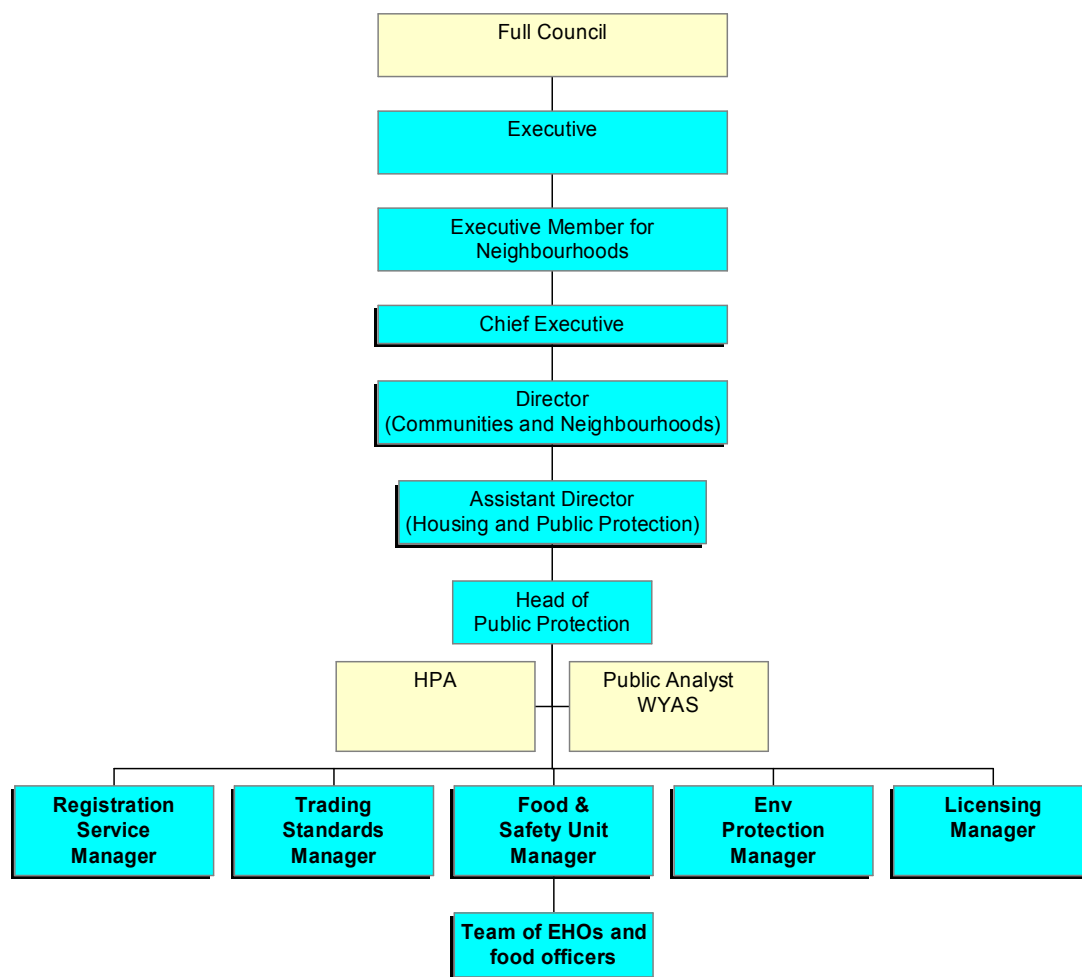 Full Council
Executive
Executive Member for
Neighbourhoods
Chief Executive
Director
(Communities and Neighbourhoods)
Assistant Director
(Housing and Public Protection)
Head of
Public Protection
HPA
Public Analyst
WYAS
Registration
Service
Manager
Trading
Standards
Manager
Food &
Safety Unit
Manager
Env
Protection
Manager
Licensing
Manager
Team of EHOs and
food officers